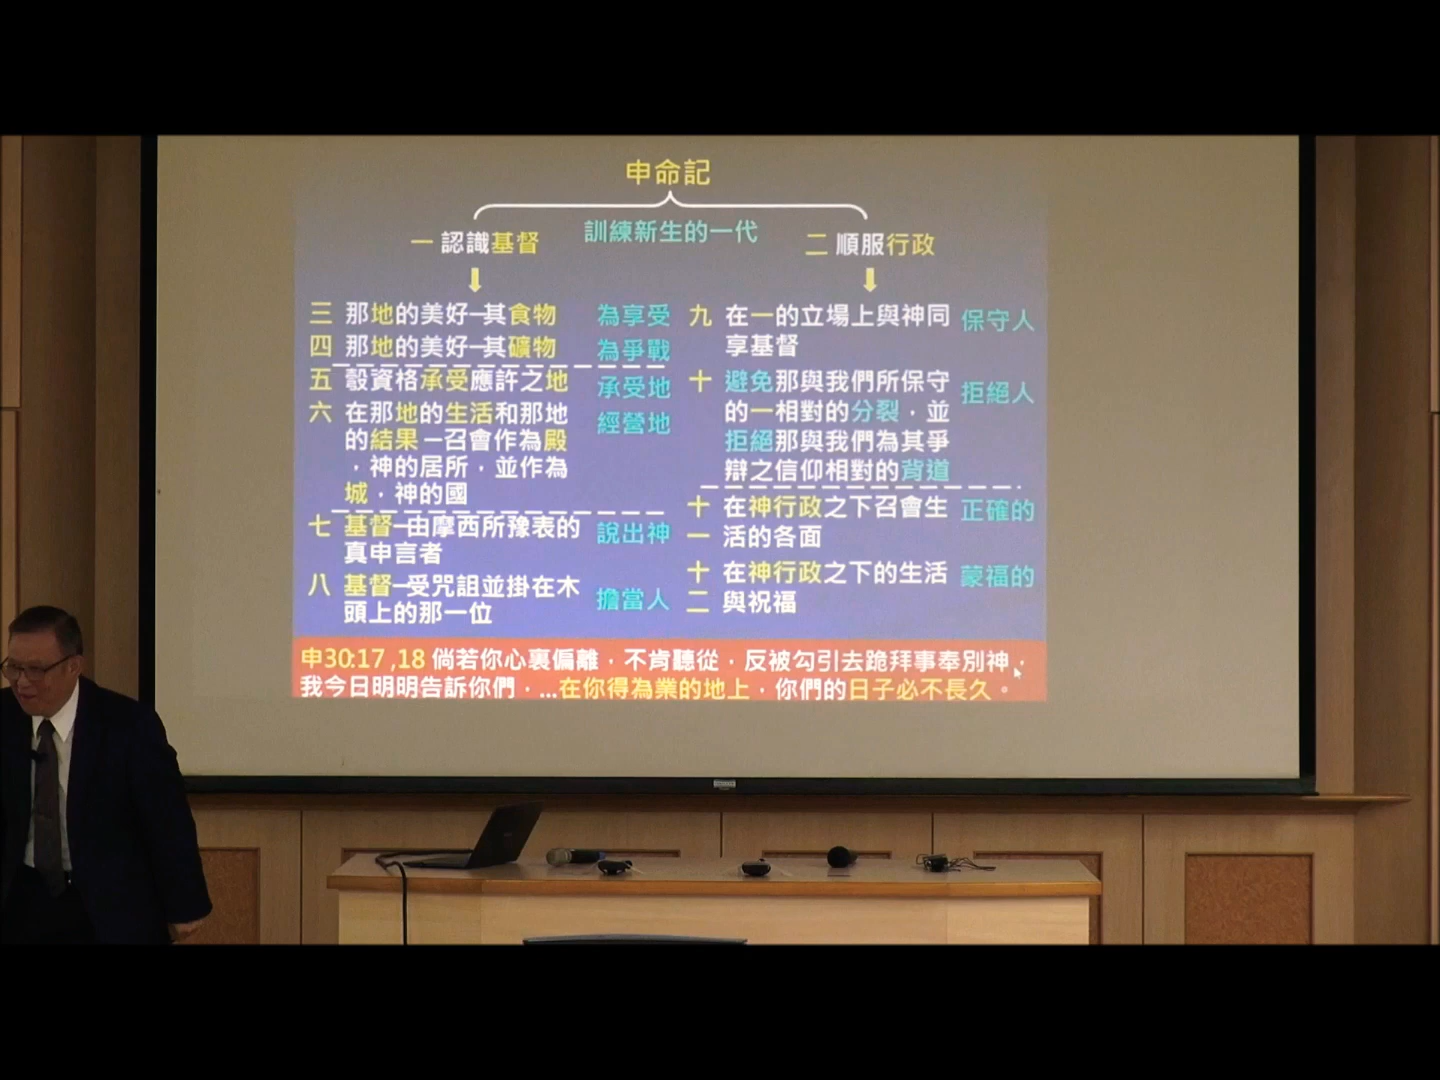 申命記
訓練新生的一代
一 認識基督
二 順服行政
三 那地的美好─其食物 為享受
四 那地的美好─其礦物 為爭戰
五 彀資格承受應許之地 承受地
六 在那地的生活和那地 經營地
的結果─召會作為殿
，神的居所，並作為
城，神的國
七 基督─由摩西所豫表的 說出神
真申言者
八 基督─受咒詛並掛在木 擔當人
頭上的那一位
九 在一的立場上與神同 保守人
享基督
十 避免那與我們所保守 拒絕人
的一相對的分裂，並
拒絕那與我們為其爭
辯之信仰相對的背道
十一 在神行政之下召會生 正確的
活的各面
十二 在神行政之下的生活 蒙福的
與祝福
申30:17,18 倘若你心裏偏離，不肯聽從，反被勾引去跪拜事奉別神，
我今日明明告訴你們，…在你得為業的地上，你們的日子必不長久。